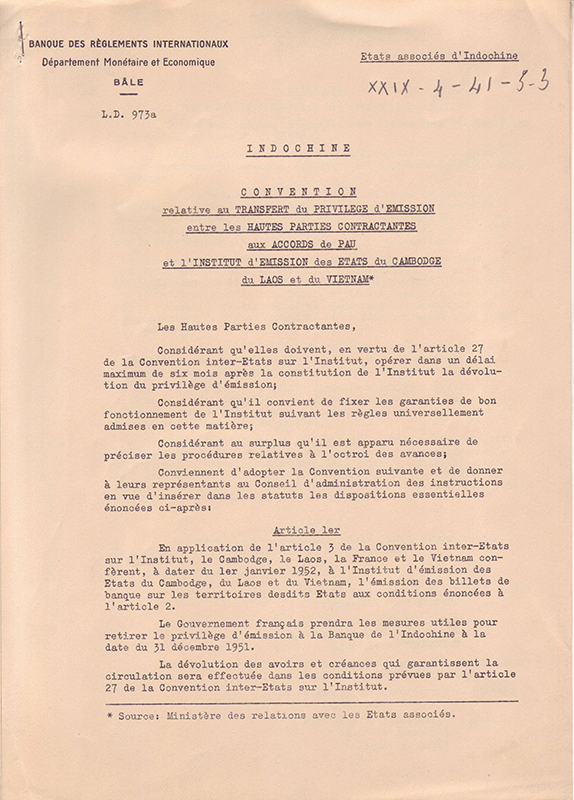 BANQUE DES RÈGLEMENTS INTERNATIONAUX
Département Monétaire et Economique
BÂLE
L.D. 973a
Etats associés d'Indochine
XXIX - 4 - 41 - 3-3
INDOCHINE
CONVENTION
relative au TRANSFERT du PRIVILEGE d'EMISSION
entre les HAUTES PARTIES CONTRACTANTES
aux ACCORDS de PAU
et l'INSTITUT d'EMISSION des ETATS du CAMBODGE
du LAOS et du VIETNAM*
Les Hautes Parties Contractantes,
Considérant qu'elles doivent, en vertu de l'article 27
de la Convention inter-Etats sur l'Institut, opérer dans un délai
maximum de six mois après la constitution de l'Institut la dévolu-
tion du privilège d'émission;
Considérant qu'il convient de fixer les garanties de bon
fonctionnement de l'Institut suivant les règles universellement
admises en cette matière;
Considérant au surplus qu'il est apparu nécessaire de
préciser les procédures relatives à l'octroi des avances;
Conviennent d'adopter la Convention suivante et de donner
à leurs représentants au Conseil d'administration des instructions
en vue d'insérer dans les statuts les dispositions essentielles
énoncées ci-après:
Article 1er
En application de l'article 3 de la Convention inter-Etats
sur l'Institut, le Cambodge, le Laos, la France et le Vietnam con-
fèrent, à dater du 1er janvier 1952, à l'Institut d'émission des
Etats du Cambodge, du Laos et du Vietnam, l'émission des billets de
banque sur les territoires desdits Etats aux conditions énoncées à
l'article 2.
Le Gouvernement français prendra les mesures utiles pour
retirer le privilège d'émission à la Banque de l'Indochine à la
date du 31 décembre 1951.
La dévolution des avoirs et créances qui garantissent la
circulation sera effectuée dans les conditions prévues par l'article
27 de la Convention inter-Etats sur l'Institut.
* Source: Ministère des relations avec les Etats associés.